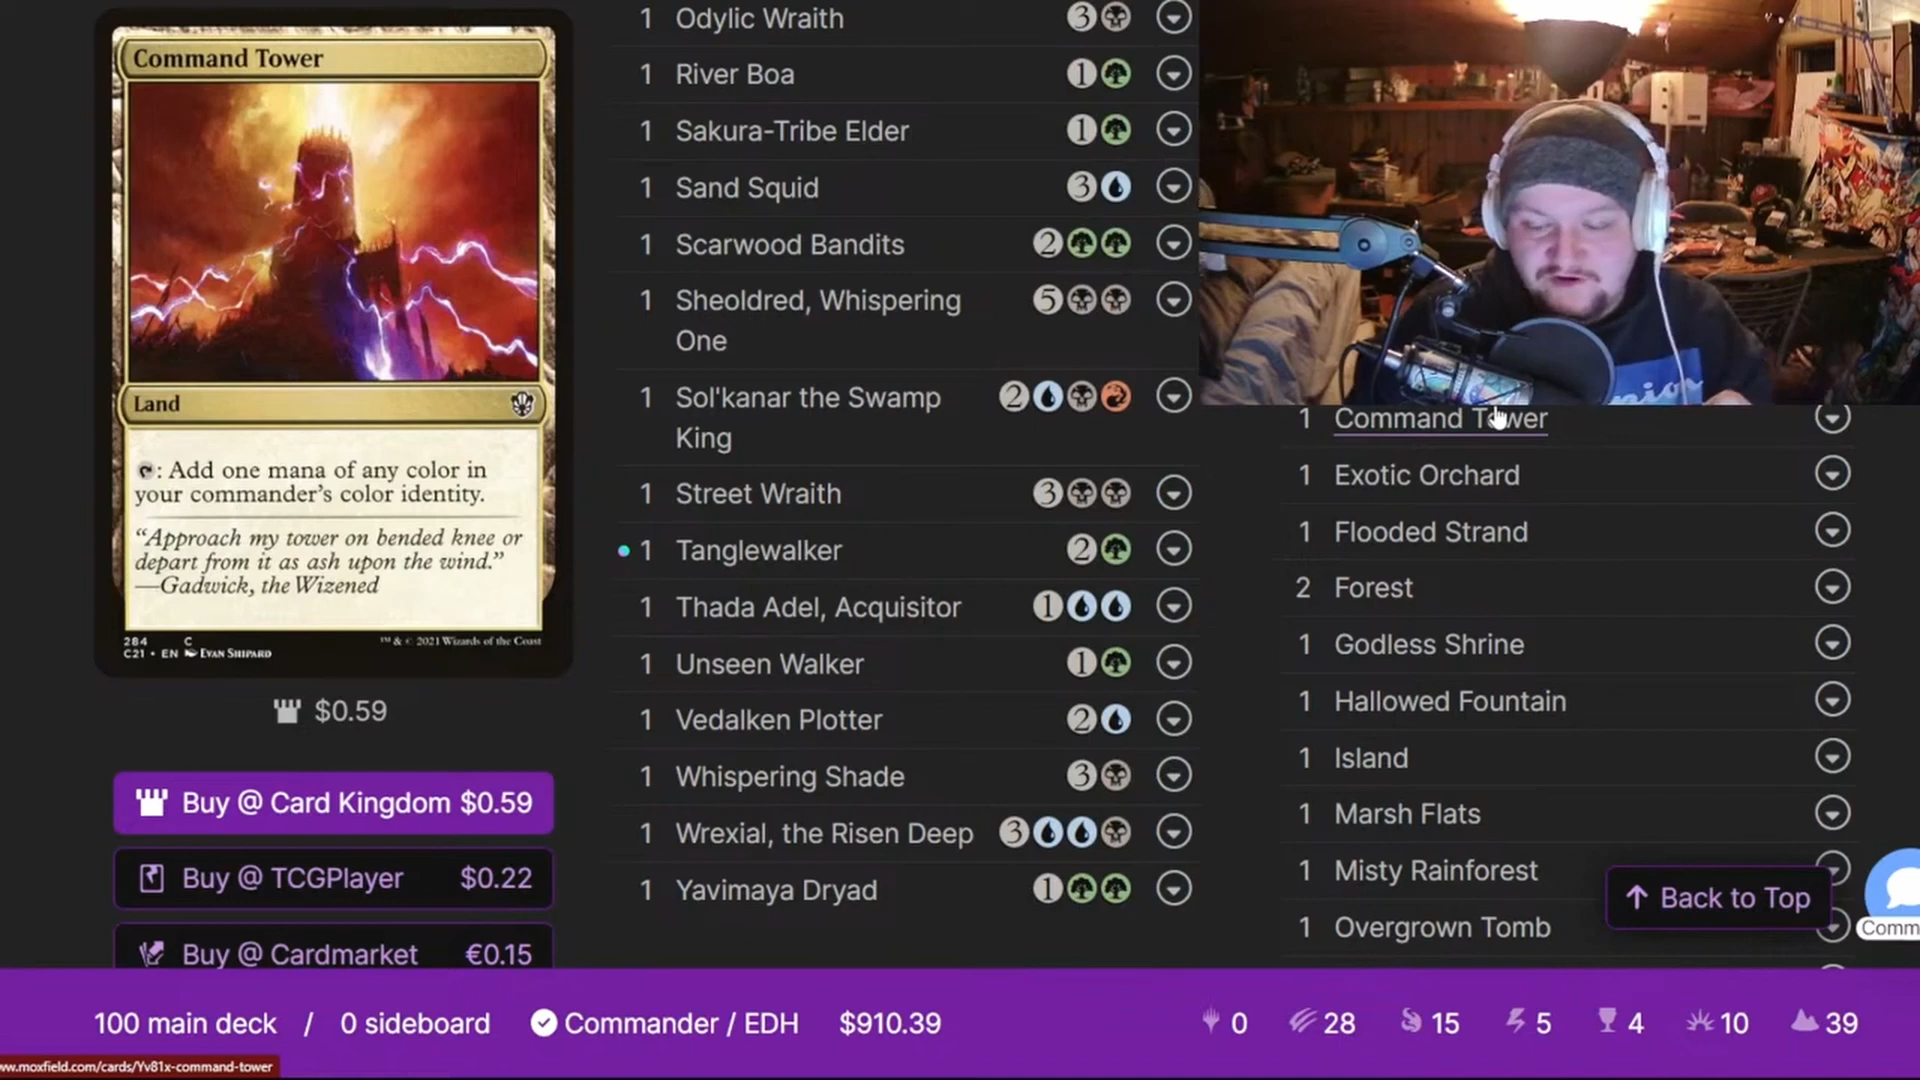 Command Tower
Land
: Add one mana of any color in
your commander's color identity.
"Approach my tower on bended knee or
depart from it as ash upon the wind."
—Gadwick, the Wizened
284 C
C21 • EN EVAN SHIPARD
™ & © 2021 Wizards of the Coast
$0.59
Buy @ Card Kingdom $0.59
Buy @ TCGPlayer $0.22
Buy @ Cardmarket €0.15
1 Odylic Wraith 3
1 River Boa 1
1 Sakura-Tribe Elder 1
1 Sand Squid 3
1 Scarwood Bandits 2
1 Sheoldred, Whispering 5
One
1 Sol'kanar the Swamp 2
King
1 Street Wraith 3
1 Tanglewalker 2
1 Thada Adel, Acquisitor 1
1 Unseen Walker 1
1 Vedalken Plotter 2
1 Whispering Shade 3
1 Wrexial, the Risen Deep 3
1 Yavimaya Dryad 1
1 Command Tower
1 Exotic Orchard
1 Flooded Strand
2 Forest
1 Godless Shrine
1 Hallowed Fountain
1 Island
1 Marsh Flats
1 Misty Rainforest
1 Overgrown Tomb
↑ Back to Top
Comm
100 main deck / 0 sideboard Commander / EDH $910.39 0 28 15 5 4 10 39
ww.moxfield.com/cards/Yv81x-command-tower